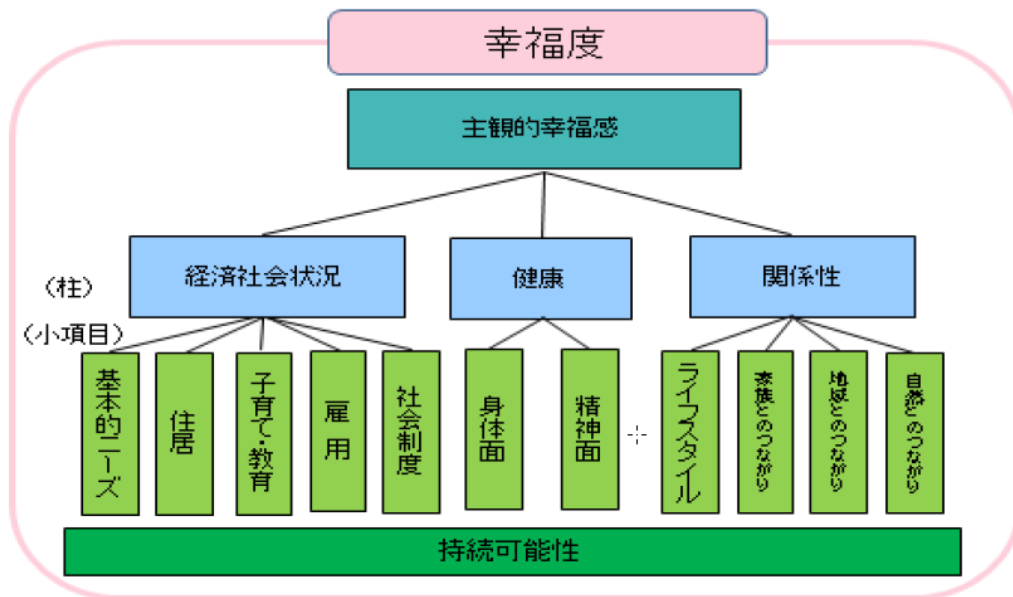 幸福度
主観的幸福感
経済社会状況
健康
関係性
（柱）
（小項目）
基本的ニーズ
住居
子育て・教育
雇用
社会制度
身体面
精神面
ライフスタイル
家族とのつながり
地域とのつながり
自然とのつながり
持続可能性